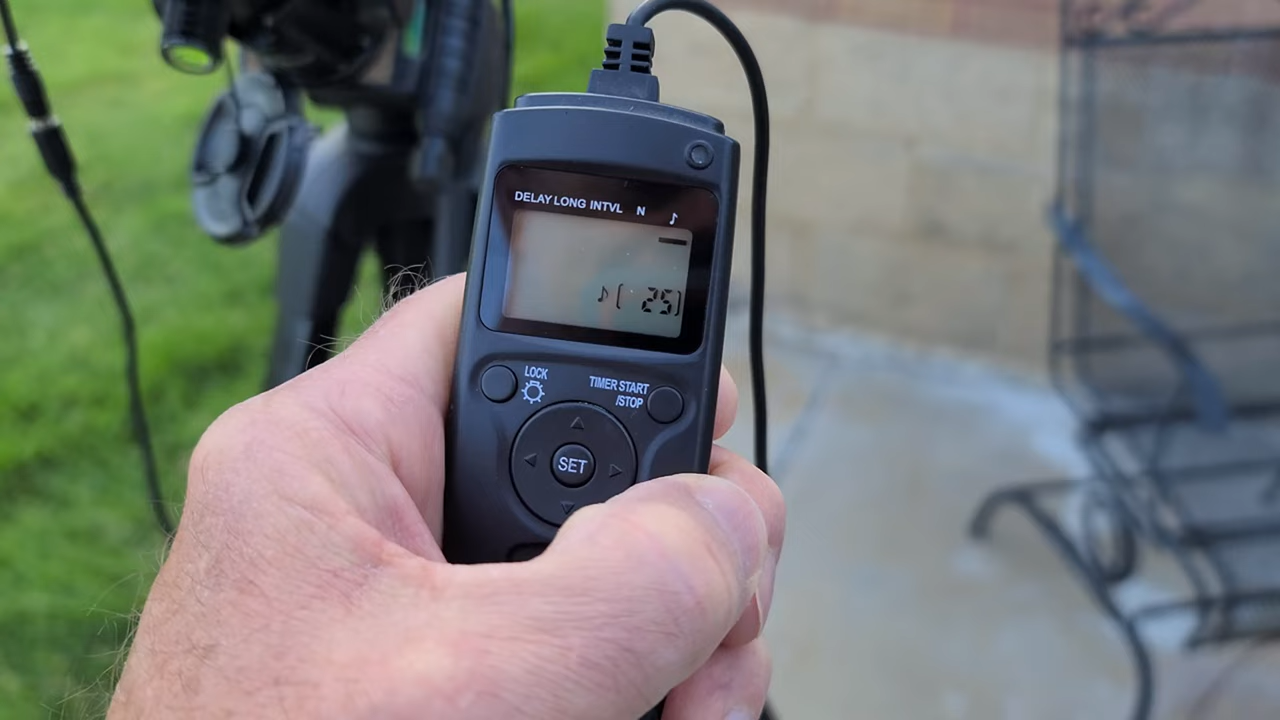 DELAY LONG INTVL N ♪
♪ [ 25]
LOCK
TIMER START
/STOP
SET